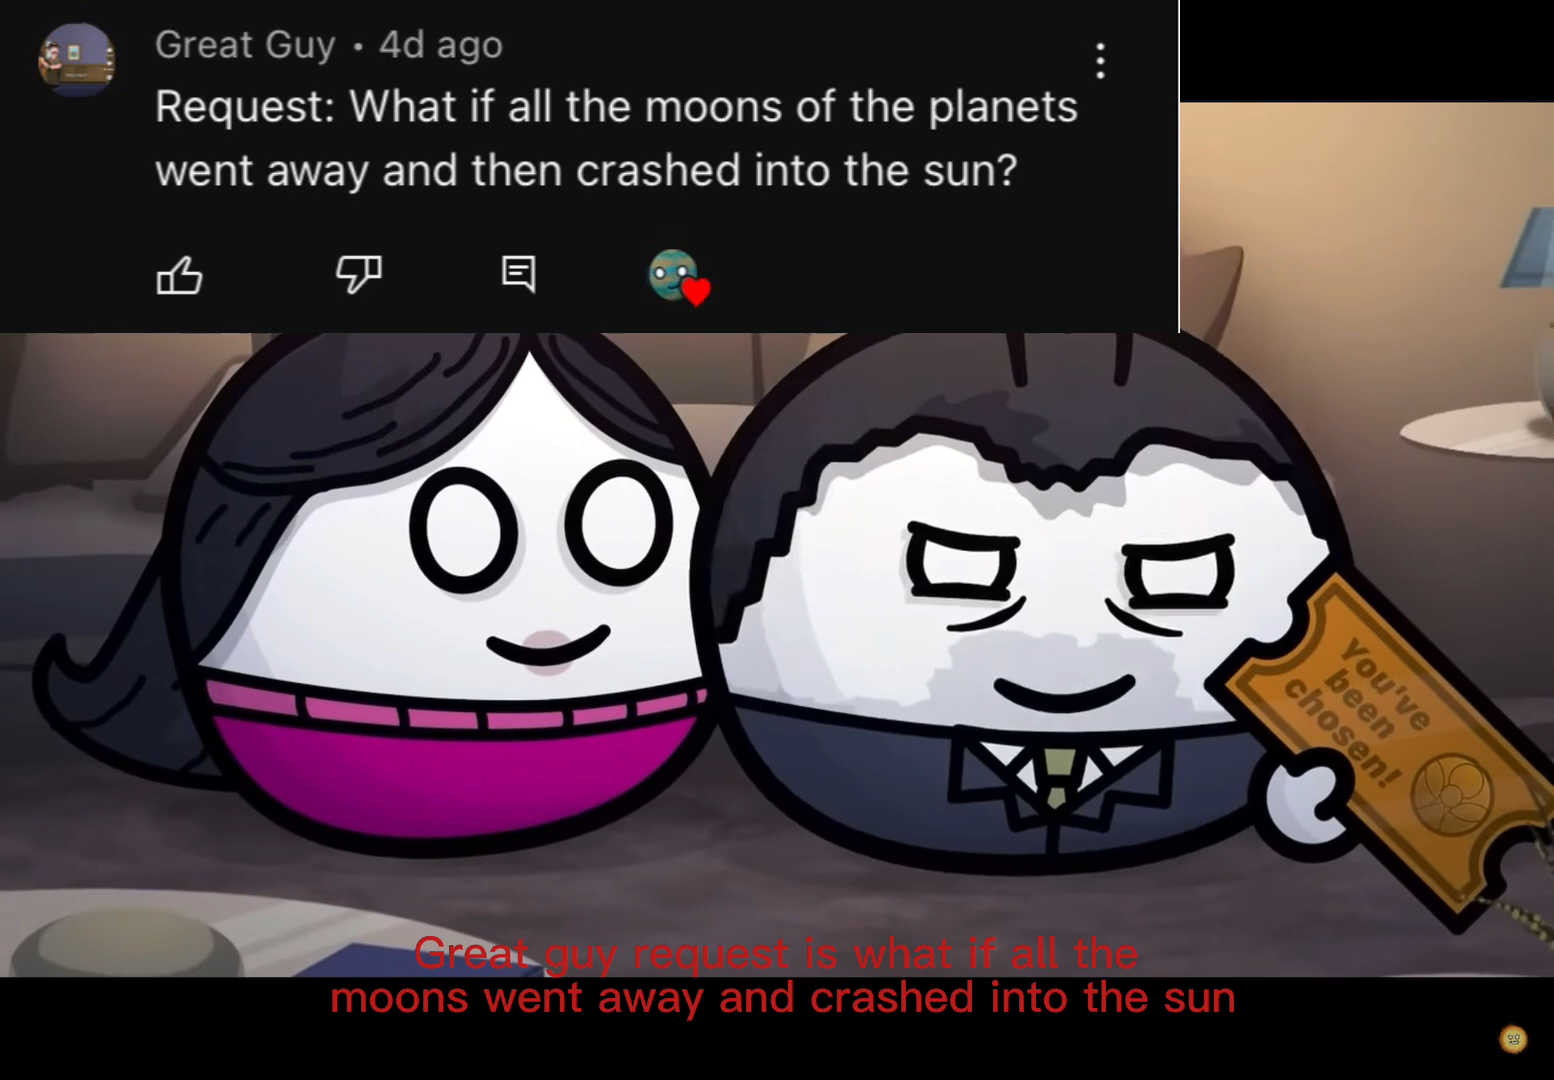 Great Guy • 4d ago
Request: What if all the moons of the planets
went away and then crashed into the sun?
You've
been
chosen!
Great guy request is what if all the
moons went away and crashed into the sun